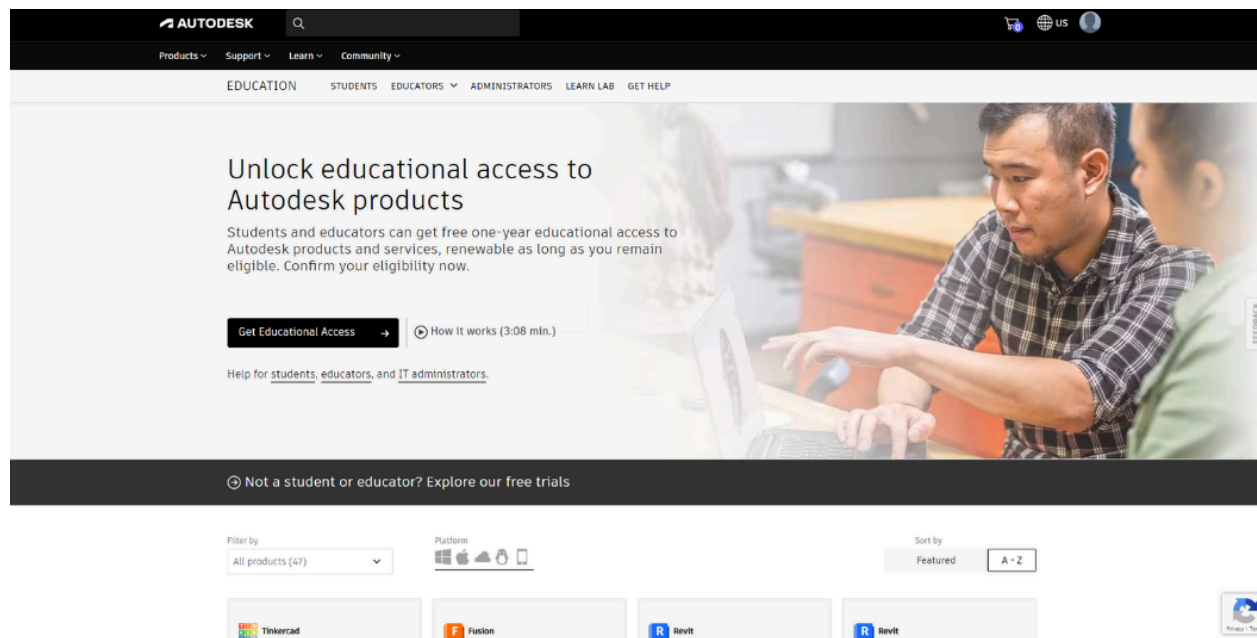 AUTODESK
0
US
Products
Support
Learn
Community
EDUCATION
STUDENTS
EDUCATORS
ADMINISTRATORS
LEARN LAB
GET HELP
Unlock educational access to
Autodesk products
Students and educators can get free one-year educational access to
Autodesk products and services, renewable as long as you remain
eligible. Confirm your eligibility now.
Get Educational Access
How it works (3:08 min.)
Help for students, educators, and IT administrators.
FEEDBACK
Not a student or educator? Explore our free trials
Filter by
All products (47)
Platform
Sort by
Featured
A - Z
Tinkercad
F Fusion
R Revit
R Revit